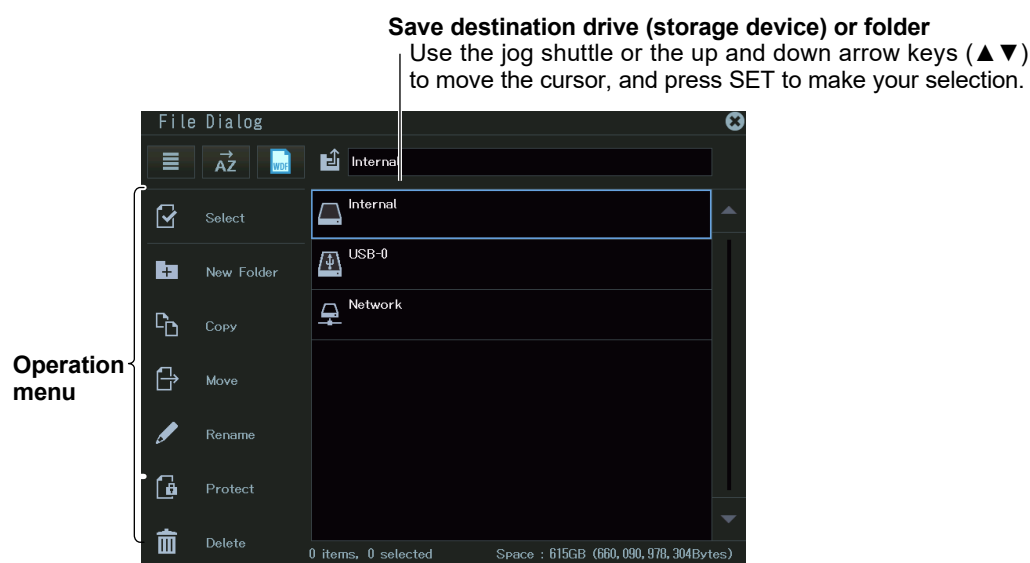 Save destination drive (storage device) or folder
Use the jog shuttle or the up and down arrow keys (▲▼)
to move the cursor, and press SET to make your selection.
File Dialog
AZ
WDF
Internal
Select
New Folder
Copy
Move
Rename
Protect
Delete
Internal
USB-0
Network
Operation
menu
0 items, 0 selected
Space : 615GB (660,090,978,304Bytes)